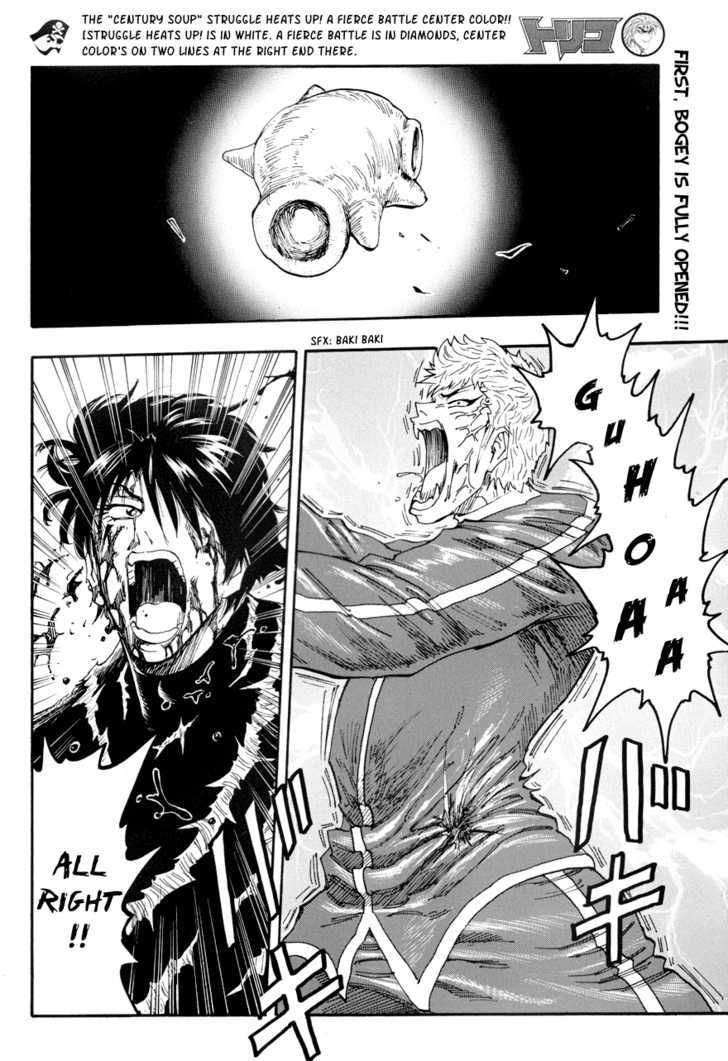 THE "CENTURY SOUP" STRUGGLE HEATS UP! A FIERCE BATTLE CENTER COLOR!!
[STRUGGLE HEATS UP! IS IN WHITE. A FIERCE BATTLE IS IN DIAMONDS, CENTER
COLOR'S ON TWO LINES AT THE RIGHT END THERE.
トリコ
FIRST, BOGEY IS FULLY OPENED!!!
SFX: BAKI BAKI
GUHOAAAA
バキ
バキ
ALL
RIGHT
!!